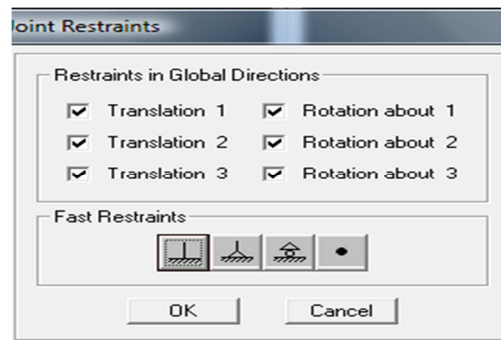 Joint Restraints
Restraints in Global Directions
Translation 1
Rotation about 1
Translation 2
Rotation about 2
Translation 3
Rotation about 3
Fast Restraints
OK
Cancel